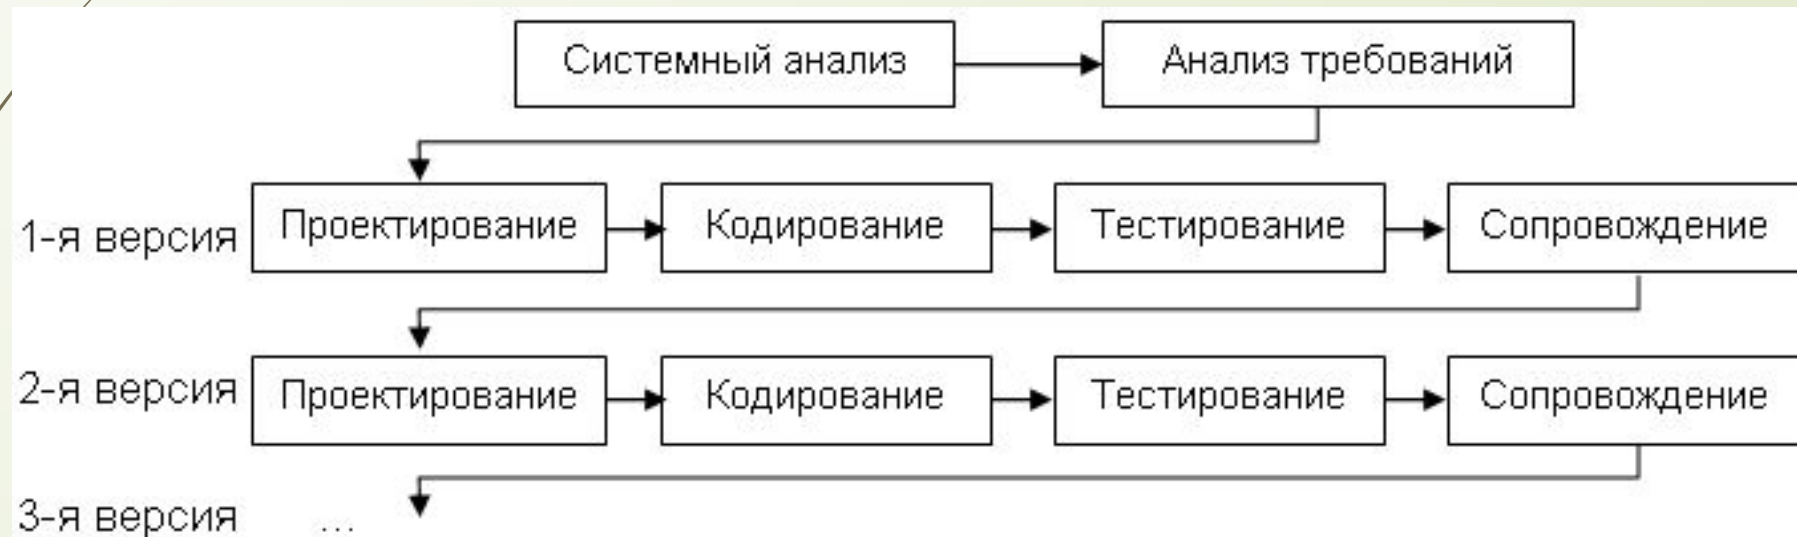 Системный анализ Анализ требований
1-я версия Проектирование Кодирование Тестирование Сопровождение
2-я версия Проектирование Кодирование Тестирование Сопровождение
3-я версия ...